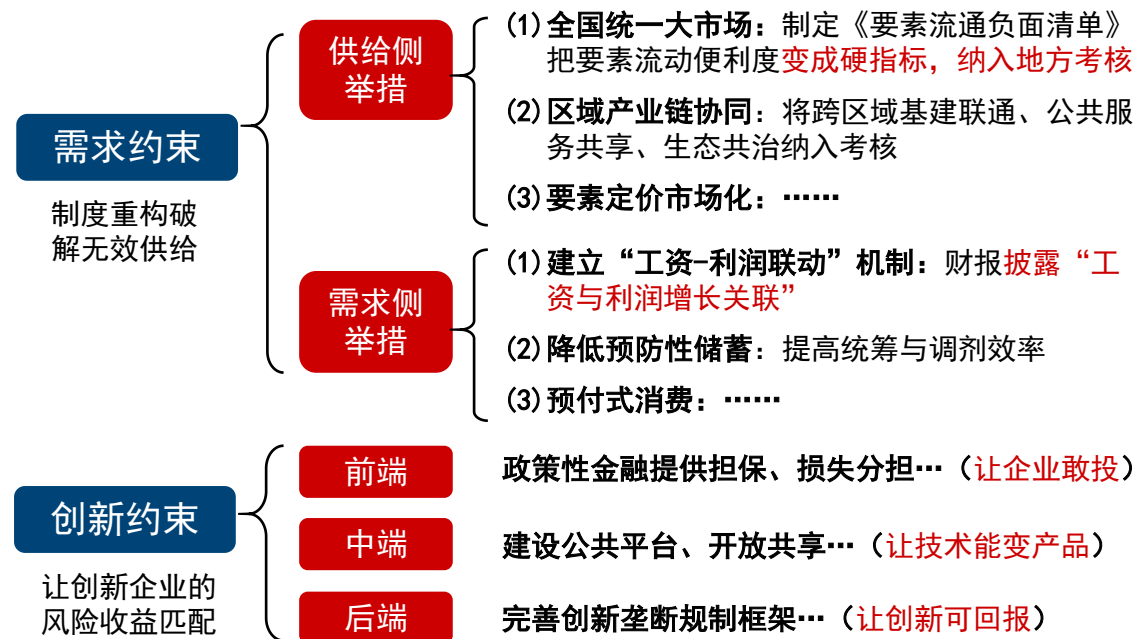 需求约束
制度重构破
解无效供给
供给侧
举措
(1)全国统一大市场：制定《要素流通负面清单》
把要素流动便利度变成硬指标，纳入地方考核
(2)区域产业链协同：将跨区域基建联通、公共服
务共享、生态共治纳入考核
(3)要素定价市场化：……
需求侧
举措
(1)建立“工资-利润联动”机制：财报披露“工
资与利润增长关联”
(2)降低预防性储蓄：提高统筹与调剂效率
(3)预付式消费：……
创新约束
让创新企业的
风险收益匹配
前端
政策性金融提供担保、损失分担…（让企业敢投）
中端
建设公共平台、开放共享…（让技术能变产品）
后端
完善创新垄断规制框架…（让创新可回报）